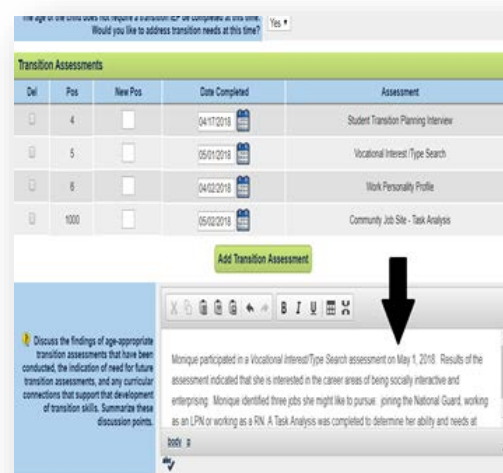 The age of the child does not require a transition IEP be completed at this time.
Would you like to address transition needs at this time? Yes
Transition Assessments
Del Pos New Pos Date Completed Assessment
4 04/17/2018 Student Transition Planning Interview
5 05/01/2018 Vocational Interest /Type Search
6 04/02/2018 Work Personality Profile
1000 05/02/2018 Community Job Site - Task Analysis
Add Transition Assessment
B I U
Discuss the findings of age-appropriate
transition assessments that have been
conducted, the indication of need for future
transition assessments, and any curricular
connections that support that development
of transition skills. Summarize these
discussion points.
Monique participated in a Vocational Interest/Type Search assessment on May 1, 2018. Results of the
assessment indicated that she is interested in the career areas of being socially interactive and
enterprising. Monique identified three jobs she might like to pursue: joining the National Guard, working
as an LPN or working as a RN. A Task Analysis was completed to determine her ability and needs at
body p
abc